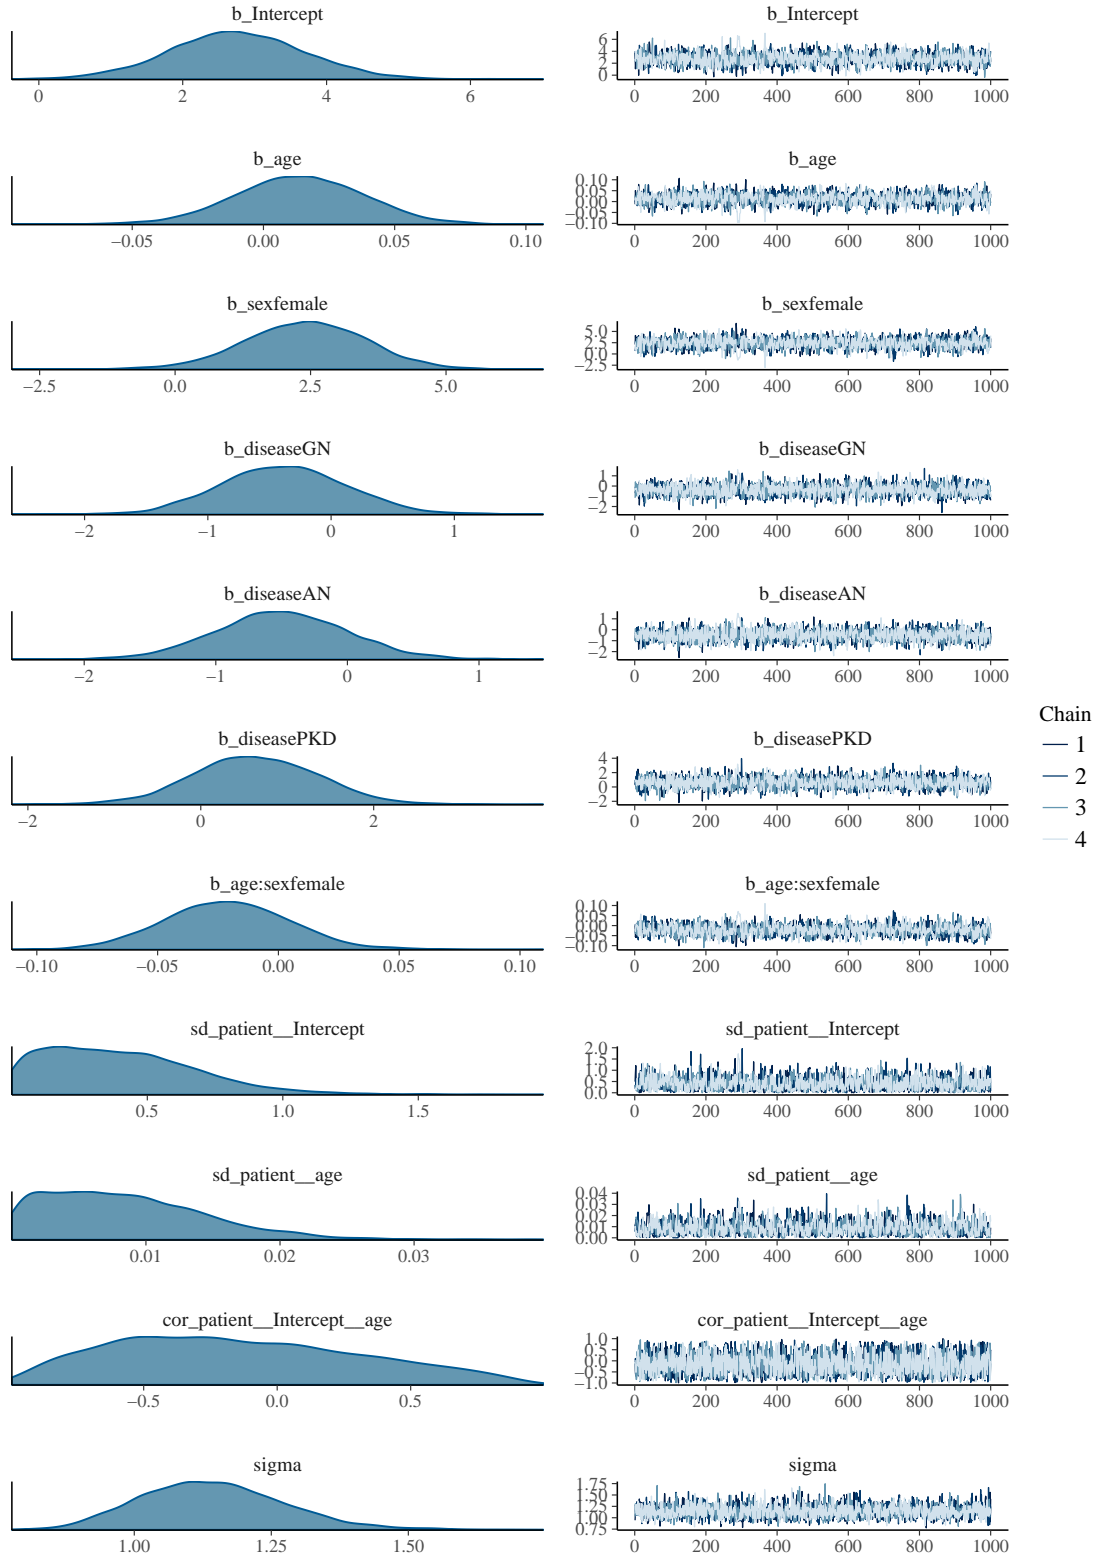 b_Intercept
0 2 4 6
b_Intercept
6
4
2
0
0 200 400 600 800 1000
b_age
−0.05 0.00 0.05 0.10
b_age
0.10
0.05
0.00
−0.05
−0.10
0 200 400 600 800 1000
b_sexfemale
−2.5 0.0 2.5 5.0
b_sexfemale
5.0
2.5
0.0
−2.5
0 200 400 600 800 1000
b_diseaseGN
−2 −1 0 1
b_diseaseGN
1
0
−1
−2
0 200 400 600 800 1000
b_diseaseAN
−2 −1 0 1
b_diseaseAN
1
0
−1
−2
0 200 400 600 800 1000
b_diseasePKD
−2 0 2
b_diseasePKD
4
2
0
−2
0 200 400 600 800 1000
Chain
1
2
3
4
b_age:sexfemale
−0.10 −0.05 0.00 0.05 0.10
b_age:sexfemale
0.10
0.05
0.00
−0.05
−0.10
0 200 400 600 800 1000
sd_patient__Intercept
0.5 1.0 1.5
sd_patient__Intercept
2.0
1.5
1.0
0.5
0.0
0 200 400 600 800 1000
sd_patient__age
0.01 0.02 0.03
sd_patient__age
0.04
0.03
0.02
0.01
0.00
0 200 400 600 800 1000
cor_patient__Intercept__age
−0.5 0.0 0.5
cor_patient__Intercept__age
1.0
0.5
0.0
−0.5
−1.0
0 200 400 600 800 1000
sigma
1.00 1.25 1.50
sigma
1.75
1.50
1.25
1.00
0.75
0 200 400 600 800 1000